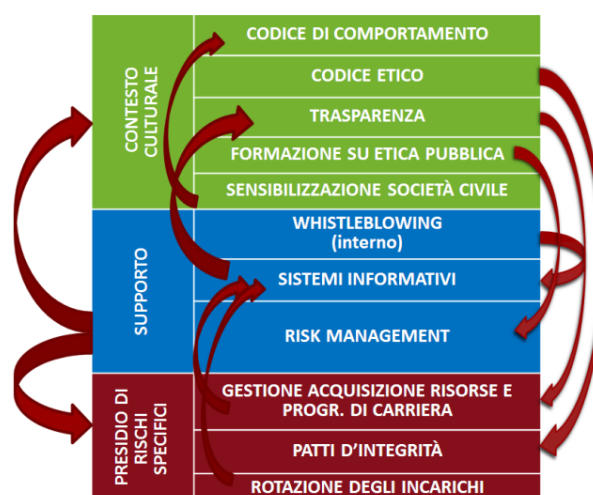 CONTESTO
CULTURALE
CODICE DI COMPORTAMENTO
CODICE ETICO
TRASPARENZA
FORMAZIONE SU ETICA PUBBLICA
SENSIBILIZZAZIONE SOCIETÀ CIVILE
SUPPORTO
WHISTLEBLOWING
(interno)
SISTEMI INFORMATIVI
RISK MANAGEMENT
PRESIDIO DI
RISCHI
SPECIFICI
GESTIONE ACQUISIZIONE RISORSE E
PROGR. DI CARRIERA
PATTI D'INTEGRITÀ
ROTAZIONE DEGLI INCARICHI